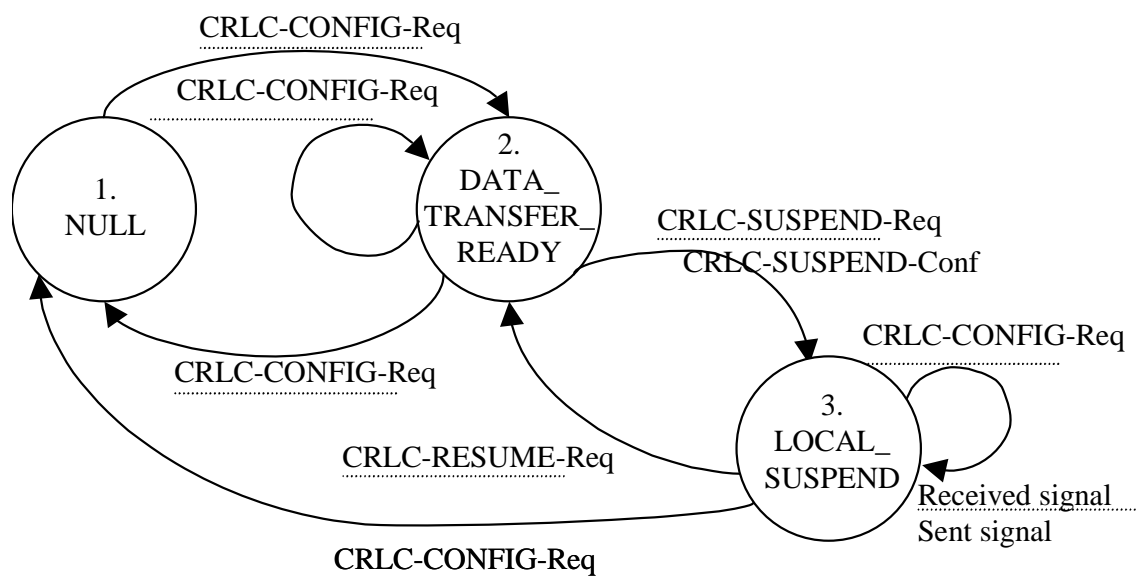 CRLC-CONFIG-Req
CRLC-CONFIG-Req
1.
NULL
2.
DATA_
TRANSFER_
READY
CRLC-SUSPEND-Req
CRLC-SUSPEND-Conf
CRLC-CONFIG-Req
CRLC-CONFIG-Req
3.
LOCAL_
SUSPEND
CRLC-RESUME-Req
Received signal
Sent signal
CRLC-CONFIG-Req